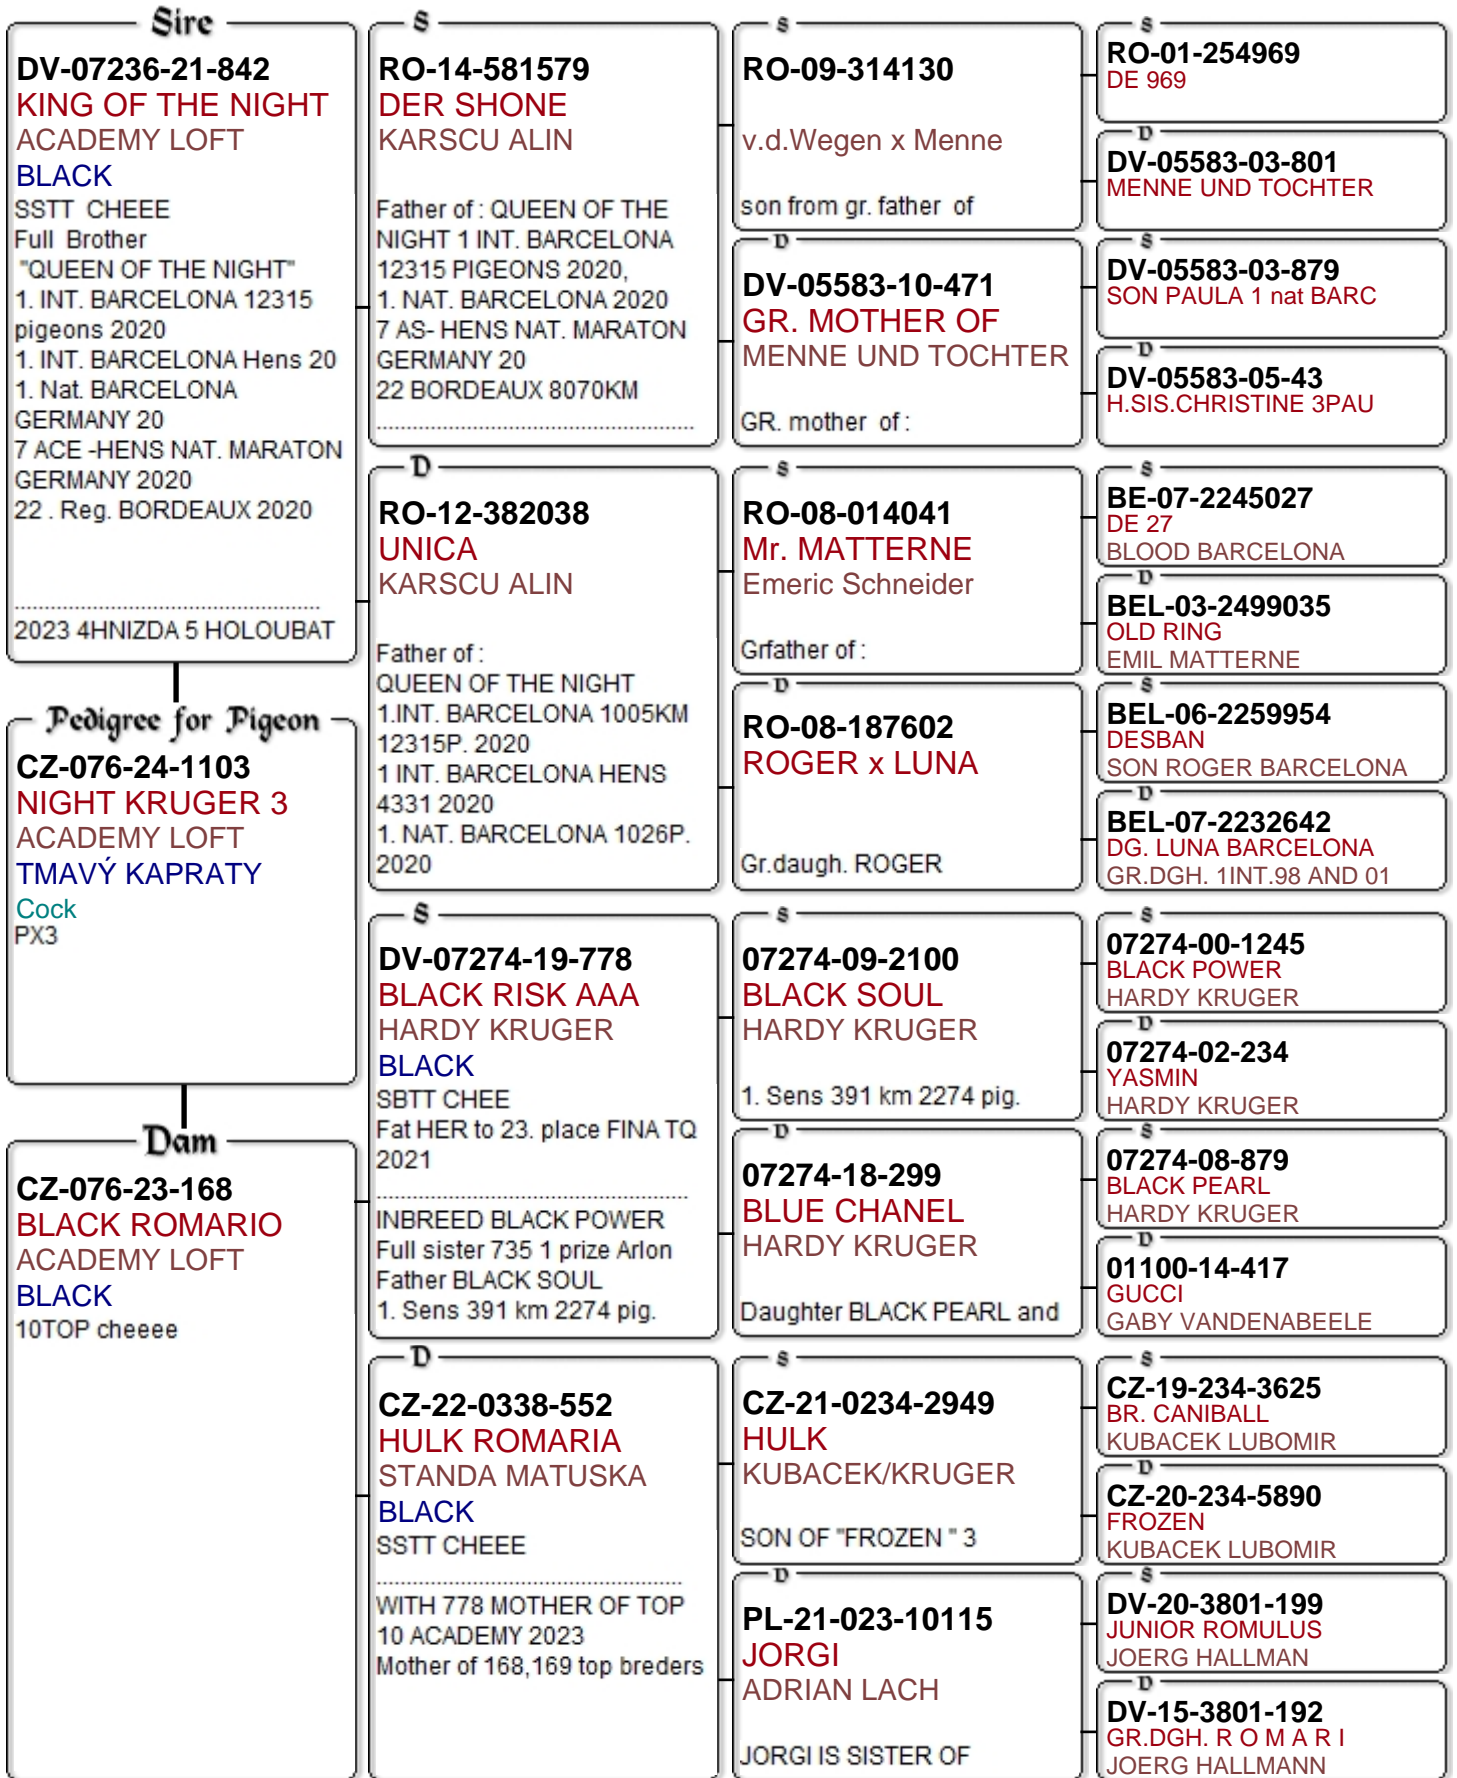 Sire
DV-07236-21-842
KING OF THE NIGHT
ACADEMY LOFT
BLACK
SSTT CHEEE
Full Brother
"QUEEN OF THE NIGHT"
1. INT. BARCELONA 12315
pigeons 2020
1. INT. BARCELONA Hens 20
1. Nat. BARCELONA
GERMANY 20
7 ACE -HENS NAT. MARATON
GERMANY 2020
22 . Reg. BORDEAUX 2020
..................................................
2023 4HNIZDA 5 HOLOUBAT
Pedigree for Pigeon
CZ-076-24-1103
NIGHT KRUGER 3
ACADEMY LOFT
TMAVÝ KAPRATY
Cock
PX3
Dam
CZ-076-23-168
BLACK ROMARIO
ACADEMY LOFT
BLACK
10TOP cheeee
S
RO-14-581579
DER SHONE
KARSCU ALIN
Father of : QUEEN OF THE
NIGHT 1 INT. BARCELONA
12315 PIGEONS 2020,
1. NAT. BARCELONA 2020
7 AS- HENS NAT. MARATON
GERMANY 20
22 BORDEAUX 8070KM
....................................................
D
RO-12-382038
UNICA
KARSCU ALIN
Father of :
QUEEN OF THE NIGHT
1.INT. BARCELONA 1005KM
12315P. 2020
1 INT. BARCELONA HENS
4331 2020
1. NAT. BARCELONA 1026P.
2020
S
DV-07274-19-778
BLACK RISK AAA
HARDY KRUGER
BLACK
SBTT CHEE
Fat HER to 23. place FINA TQ
2021
...................................................
INBREED BLACK POWER
Full sister 735 1 prize Arlon
Father BLACK SOUL
1. Sens 391 km 2274 pig.
D
CZ-22-0338-552
HULK ROMARIA
STANDA MATUSKA
BLACK
SSTT CHEEE
..................................................
WITH 778 MOTHER OF TOP
10 ACADEMY 2023
Mother of 168,169 top breders
S
RO-09-314130
v.d.Wegen x Menne
son from gr. father of
D
DV-05583-10-471
GR. MOTHER OF
MENNE UND TOCHTER
GR. mother of :
S
RO-08-014041
Mr. MATTERNE
Emeric Schneider
Grfather of :
D
RO-08-187602
ROGER x LUNA
Gr.daugh. ROGER
S
07274-09-2100
BLACK SOUL
HARDY KRUGER
1. Sens 391 km 2274 pig.
D
07274-18-299
BLUE CHANEL
HARDY KRUGER
Daughter BLACK PEARL and
S
CZ-21-0234-2949
HULK
KUBACEK/KRUGER
SON OF "FROZEN " 3
D
PL-21-023-10115
JORGI
ADRIAN LACH
JORGI IS SISTER OF
S
RO-01-254969
DE 969
D
DV-05583-03-801
MENNE UND TOCHTER
S
DV-05583-03-879
SON PAULA 1 nat BARC
D
DV-05583-05-43
H.SIS.CHRISTINE 3PAU
S
BE-07-2245027
DE 27
BLOOD BARCELONA
D
BEL-03-2499035
OLD RING
EMIL MATTERNE
S
BEL-06-2259954
DESBAN
SON ROGER BARCELONA
D
BEL-07-2232642
DG. LUNA BARCELONA
GR.DGH. 1INT.98 AND 01
S
07274-00-1245
BLACK POWER
HARDY KRUGER
D
07274-02-234
YASMIN
HARDY KRUGER
S
07274-08-879
BLACK PEARL
HARDY KRUGER
D
01100-14-417
GUCCI
GABY VANDENABEELE
S
CZ-19-234-3625
BR. CANIBALL
KUBACEK LUBOMIR
D
CZ-20-234-5890
FROZEN
KUBACEK LUBOMIR
S
DV-20-3801-199
JUNIOR ROMULUS
JOERG HALLMAN
D
DV-15-3801-192
GR.DGH. R O M A R I
JOERG HALLMANN